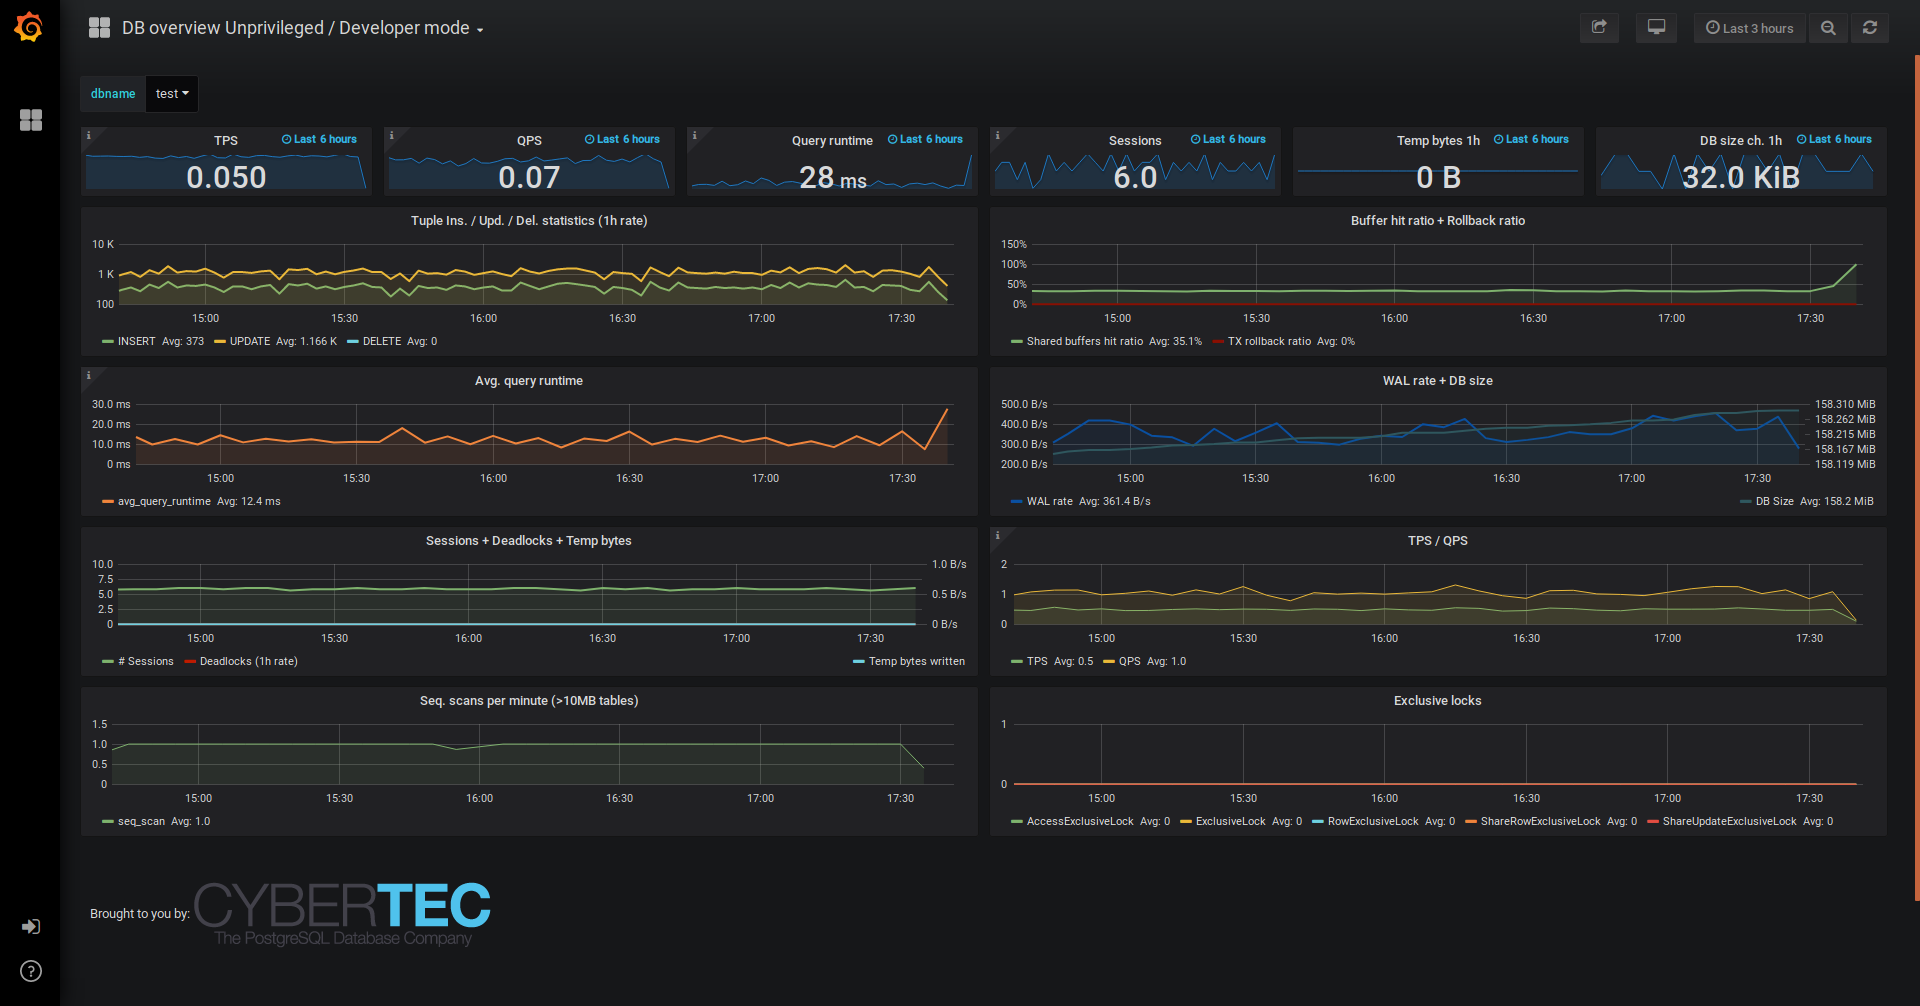 DB overview Unprivileged / Developer mode
Last 3 hours
dbname test
TPS Last 6 hours
0.050
QPS Last 6 hours
0.07
Query runtime Last 6 hours
28 ms
Sessions Last 6 hours
6.0
Temp bytes 1h Last 6 hours
0 B
DB size ch. 1h Last 6 hours
32.0 KiB
Tuple Ins. / Upd. / Del. statistics (1h rate)
10 K
1 K
100
15:00 15:30 16:00 16:30 17:00 17:30
INSERT Avg: 373 UPDATE Avg: 1.166 K DELETE Avg: 0
Buffer hit ratio + Rollback ratio
150%
100%
50%
0%
15:00 15:30 16:00 16:30 17:00 17:30
Shared buffers hit ratio Avg: 35.1% TX rollback ratio Avg: 0%
Avg. query runtime
30.0 ms
20.0 ms
10.0 ms
0 ms
15:00 15:30 16:00 16:30 17:00 17:30
avg_query_runtime Avg: 12.4 ms
WAL rate + DB size
500.0 B/s 158.310 MiB
158.262 MiB
400.0 B/s
158.215 MiB
300.0 B/s
158.167 MiB
200.0 B/s 158.119 MiB
15:00 15:30 16:00 16:30 17:00 17:30
WAL rate Avg: 361.4 B/s DB Size Avg: 158.2 MiB
Sessions + Deadlocks + Temp bytes
10.0 1.0 B/s
7.5
5.0 0.5 B/s
2.5
0 0 B/s
15:00 15:30 16:00 16:30 17:00 17:30
# Sessions Deadlocks (1h rate) Temp bytes written
TPS / QPS
2
1
0
15:00 15:30 16:00 16:30 17:00 17:30
TPS Avg: 0.5 QPS Avg: 1.0
Seq. scans per minute (>10MB tables)
1.5
1.0
0.5
0
15:00 15:30 16:00 16:30 17:00 17:30
seq_scan Avg: 1.0
Exclusive locks
1
0
15:00 15:30 16:00 16:30 17:00 17:30
AccessExclusiveLock Avg: 0 ExclusiveLock Avg: 0 RowExclusiveLock Avg: 0 ShareRowExclusiveLock Avg: 0 ShareUpdateExclusiveLock Avg: 0
Brought to you by: CYBERTEC
The PostgreSQL Database Company